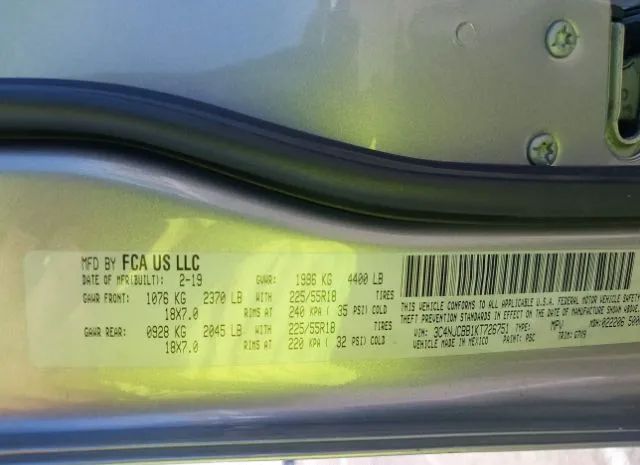 MFD BY FCA US LLC
DATE OF MFR(BUILT): 2-19 GVWR: 1996 KG 4400 LB
GAWR FRONT: 1076 KG 2370 LB WITH 225/55R18 TIRES
18X7.0 RIMS AT 240 KPA ( 35 PSI) COLD
GAWR REAR: 0928 KG 2045 LB WITH 225/55R18 TIRES
18X7.0 RIMS AT 220 KPA ( 32 PSI) COLD
THIS VEHICLE CONFORMS TO ALL APPLICABLE U.S.A. FEDERAL MOTOR VEHICLE
THEFT PREVENTION STANDARDS IN EFFECT ON THE DATE OF MANUFACTURE SHOWN ABOVE.
VIN: 3C4NJCBB1KT726751 TYPE: MPV MDH: 022206
VEHICLE MADE IN MEXICO PAINT: PSC TRIM: